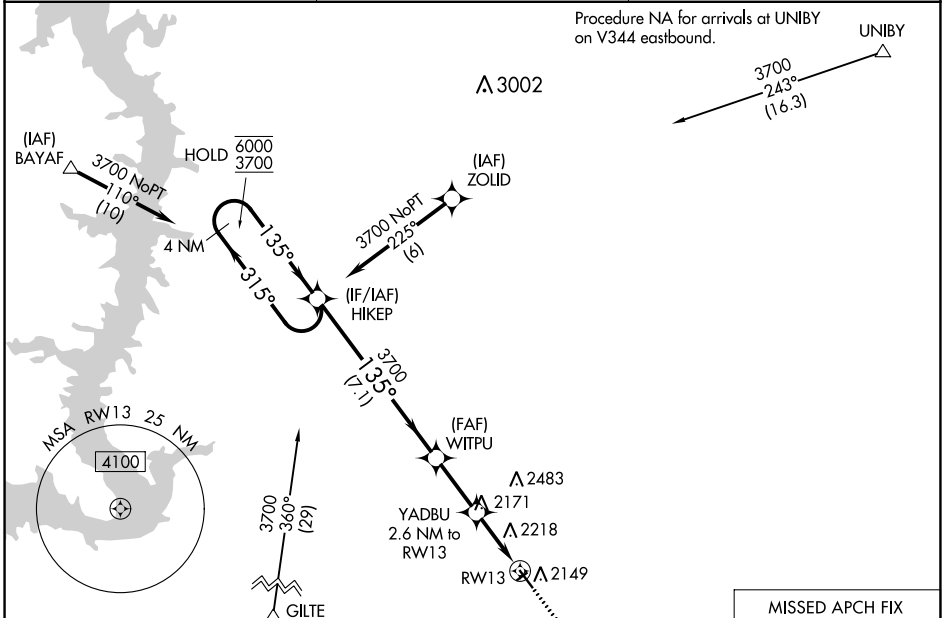 Procedure NA for arrivals at UNIBY
on V344 eastbound.
UNIBY
3700
243°
(16.3)
3002
(IAF)
BAYAF
3700 NoPT
110°
(10)
HOLD
6000
3700
4 NM
135°
315°
(IAF)
ZOLID
3700 NoPT
225°
(6)
(IF/IAF)
HIKEP
3700
135°
(7.1)
(FAF)
WITPU
2483
2171
YADBU
2.6 NM to
RW13
2218
RW13
2149
MSA RW13 25 NM
4100
3700
360°
(29)
GILTE
MISSED APCH FIX